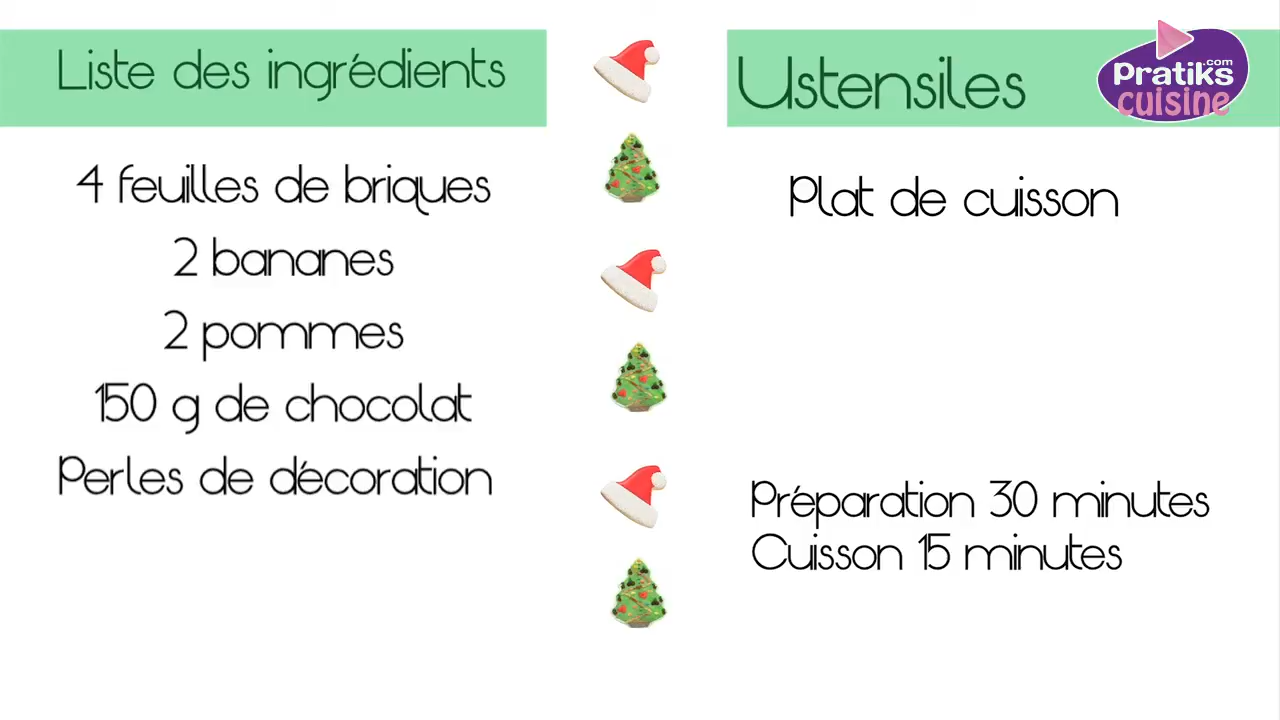 Liste des ingrédients
4 feuilles de briques
2 bananes
2 pommes
150 g de chocolat
Perles de décoration
Ustensiles
Pratiks.com
cuisine
Plat de cuisson
Préparation 30 minutes
Cuisson 15 minutes